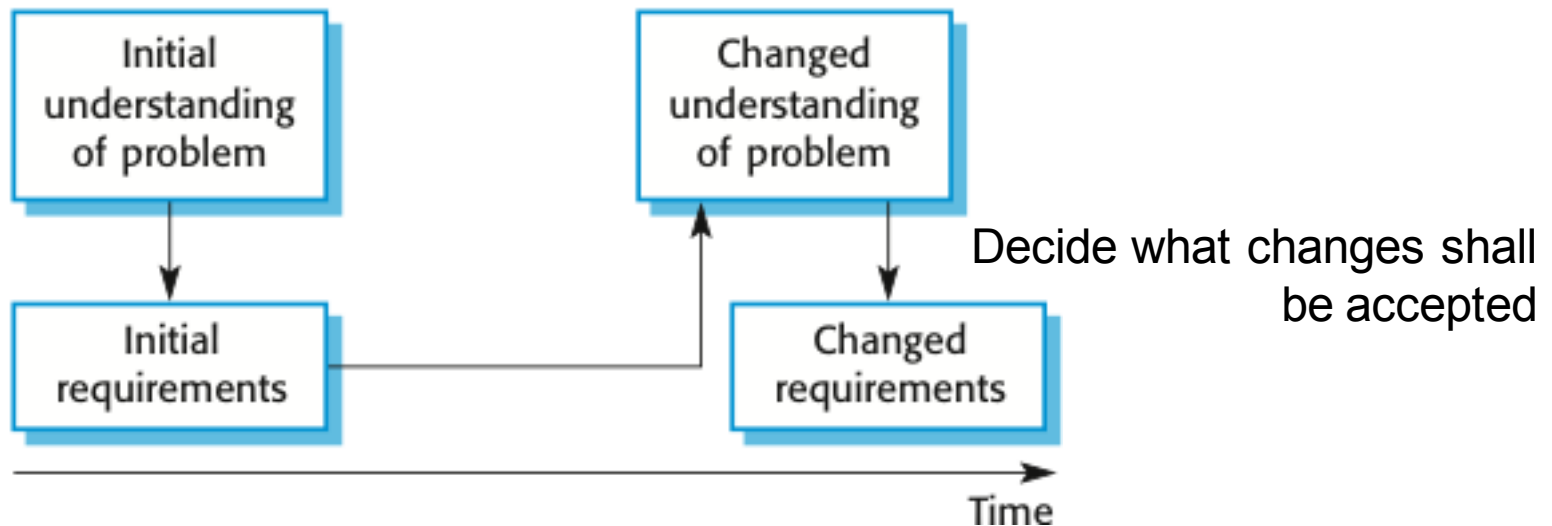 Initial
understanding
of problem
Changed
understanding
of problem
Decide what changes shall
be accepted
Initial
requirements
Changed
requirements
Time